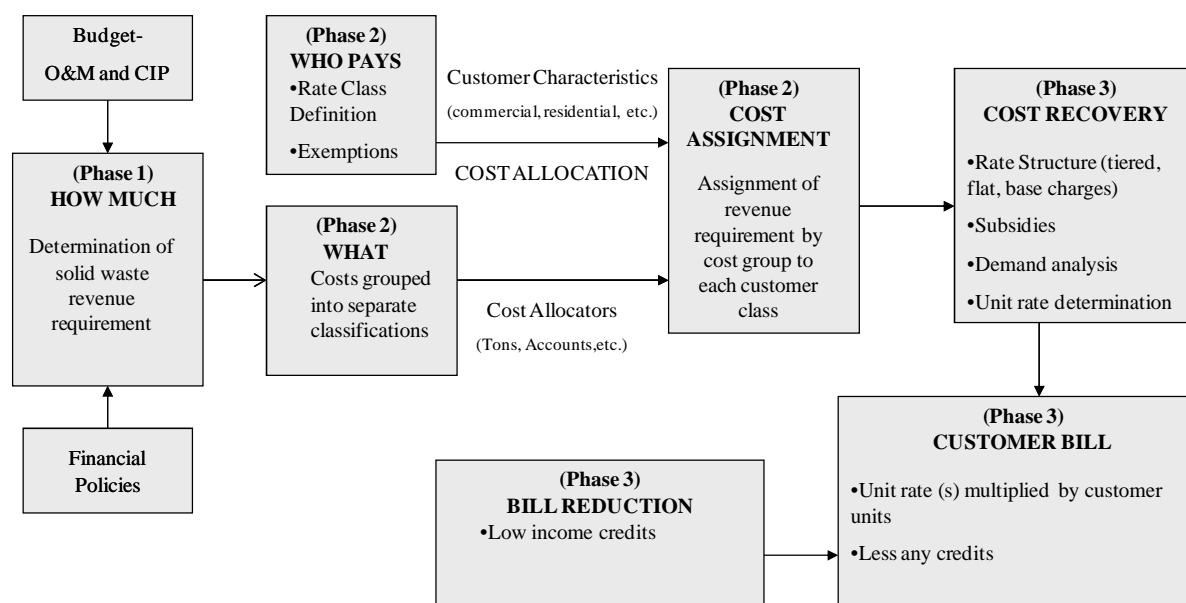 Budget-
O&M and CIP
(Phase 1)
HOW MUCH
Determination of
solid waste
revenue
requirement
Financial
Policies
(Phase 2)
WHO PAYS
•Rate Class
Definition
•Exemptions
(Phase 2)
WHAT
Costs grouped
into separate
classifications
Customer Characteristics
(commercial, residential, etc.)
COST ALLOCATION
Cost Allocators
(Tons, Accounts,etc.)
(Phase 2)
COST
ASSIGNMENT
Assignment of
revenue
requirement by
cost group to
each customer
class
(Phase 3)
COST RECOVERY
•Rate Structure (tiered,
flat, base charges)
•Subsidies
•Demand analysis
•Unit rate determination
(Phase 3)
BILL REDUCTION
•Low income credits
(Phase 3)
CUSTOMER BILL
•Unit rate (s) multiplied by customer
units
•Less any credits